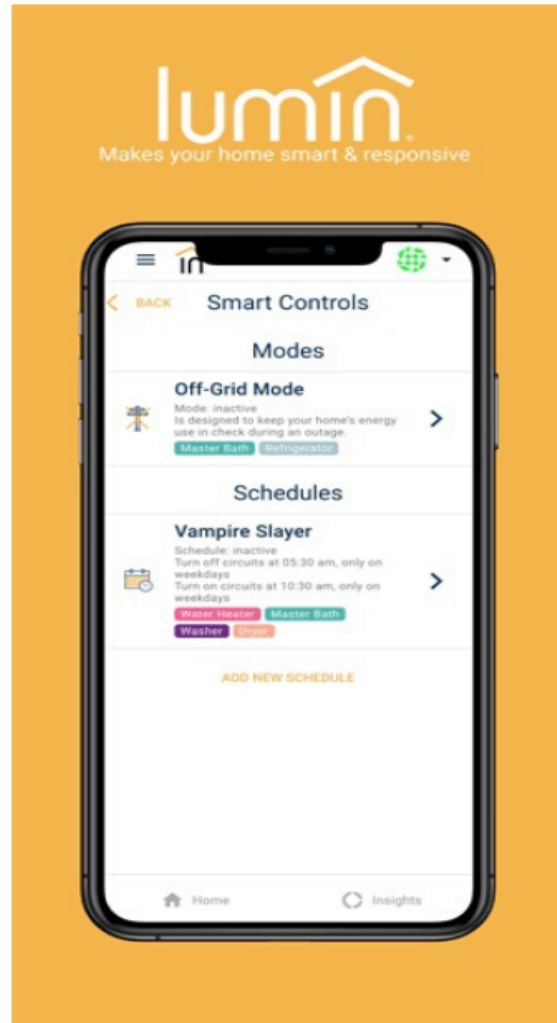 lumin
Makes your home smart & responsive
in
BACK Smart Controls
Modes
Off-Grid Mode
Mode: inactive
Is designed to keep your home's energy
use in check during an outage.
Master Bath Refrigerator
Schedules
Vampire Slayer
Schedule: inactive
Turn off circuits at 05:30 am, only on
weekdays
Turn on circuits at 10:30 am, only on
weekdays
Water Heater Master Bath
Washer Dryer
ADD NEW SCHEDULE
Home Insights